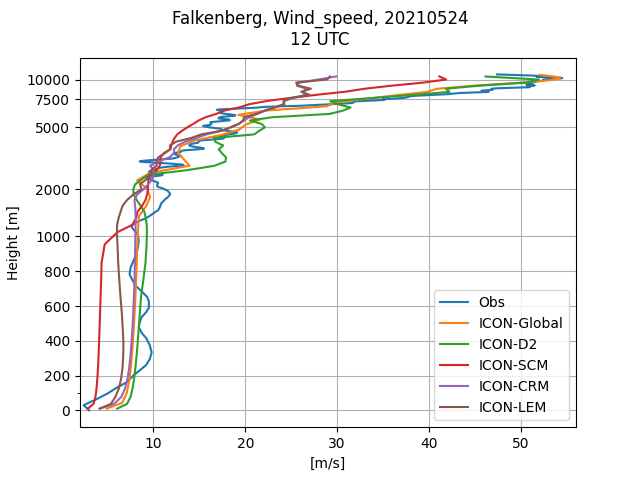 Falkenberg, Wind_speed, 20210524
12 UTC
10000
7500
5000
2000
1000
800
600
400
200
0
Height [m]
10
20
30
40
50
[m/s]
Obs
ICON-Global
ICON-D2
ICON-SCM
ICON-CRM
ICON-LEM